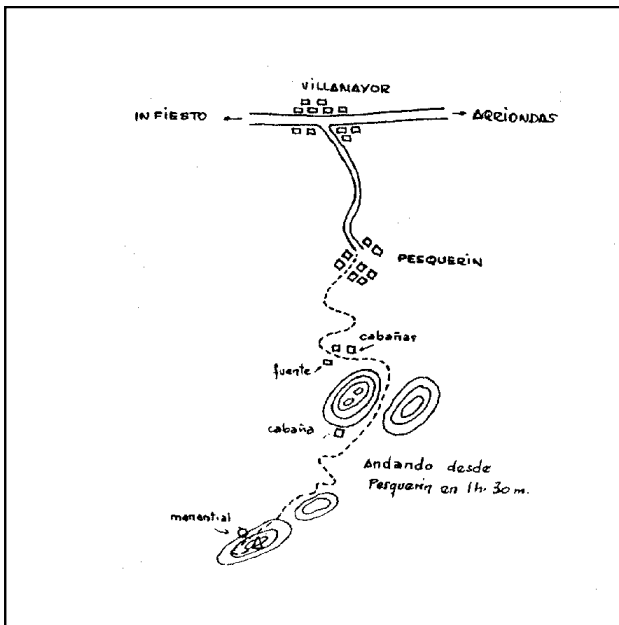 VILLAMAYOR
INFIESTO
ARRIONDAS
PESQUERIN
cabañas
fuente
cabaña
Andando desde
Pesquerin en 1h. 30 m.
manantial